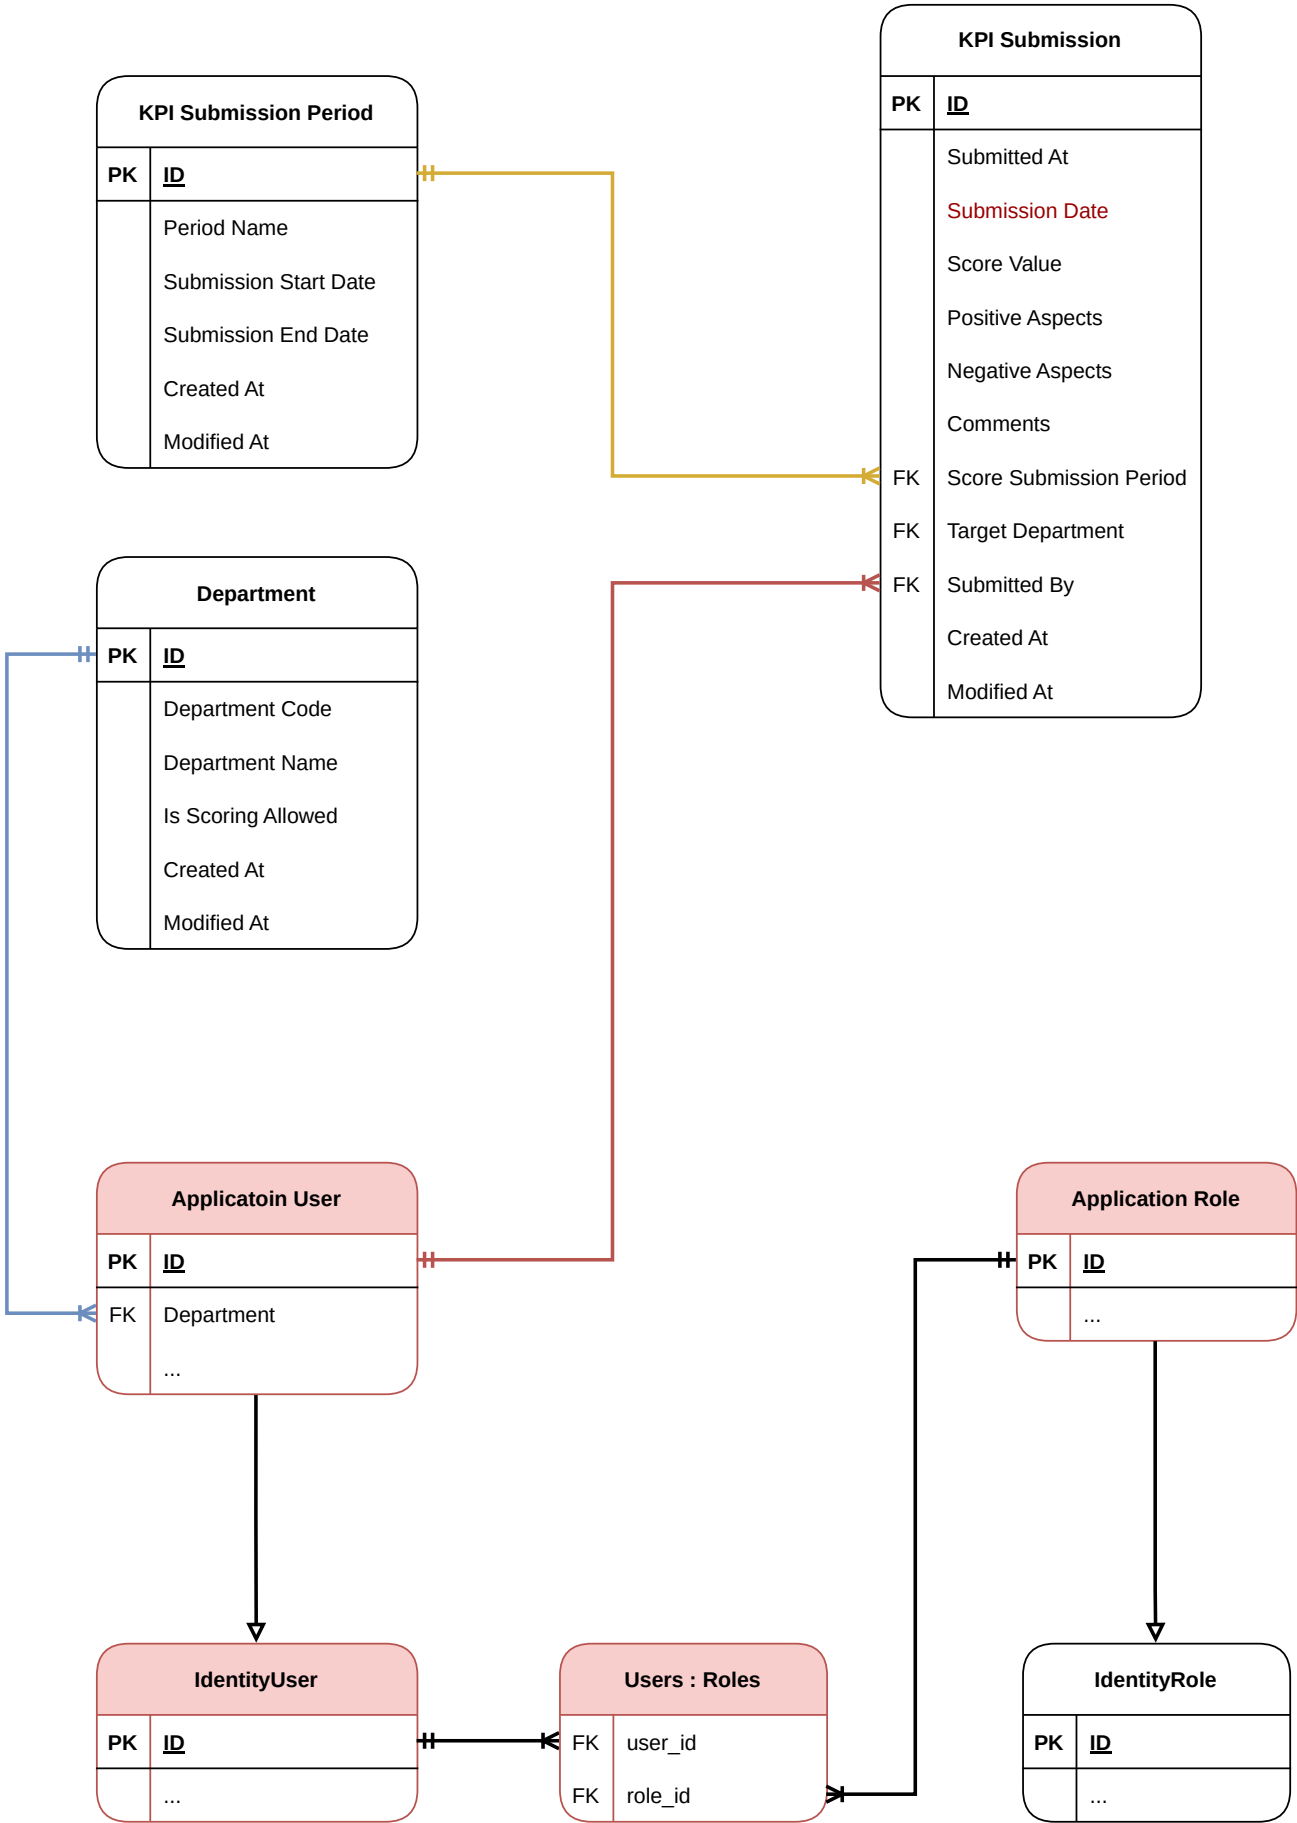 KPI Submission Period
PK ID
Period Name
Submission Start Date
Submission End Date
Created At
Modified At
KPI Submission
PK ID
Submitted At
Submission Date
Score Value
Positive Aspects
Negative Aspects
Comments
FK Score Submission Period
FK Target Department
FK Submitted By
Created At
Modified At
Department
PK ID
Department Code
Department Name
Is Scoring Allowed
Created At
Modified At
Applicatoin User
PK ID
FK Department
...
Application Role
PK ID
...
IdentityUser
PK ID
...
Users : Roles
FK user_id
FK role_id
IdentityRole
PK ID
...